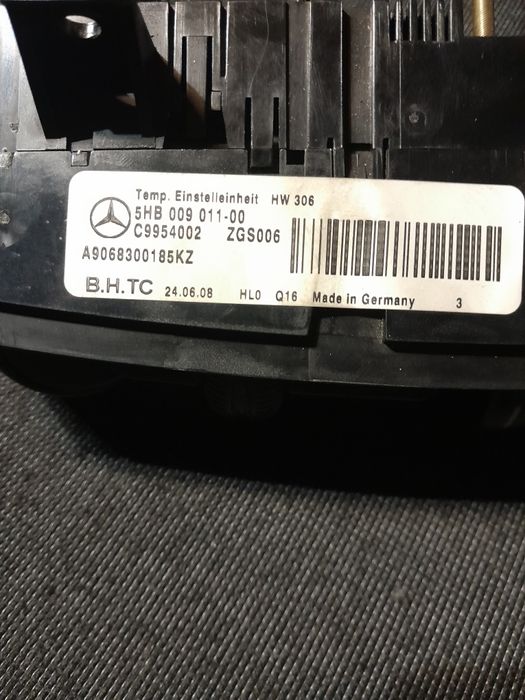 Temp. Einstelleinheit HW 306
5HB 009 011-00
C9954002 ZGS006
A9068300185KZ
B.H.TC 24.06.08 HL0 Q16 Made in Germany 3